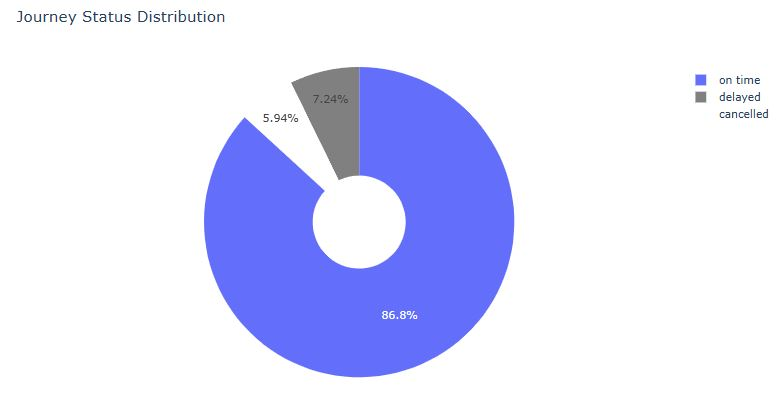 Journey Status Distribution
on time
delayed
cancelled
7.24%
5.94%
86.8%